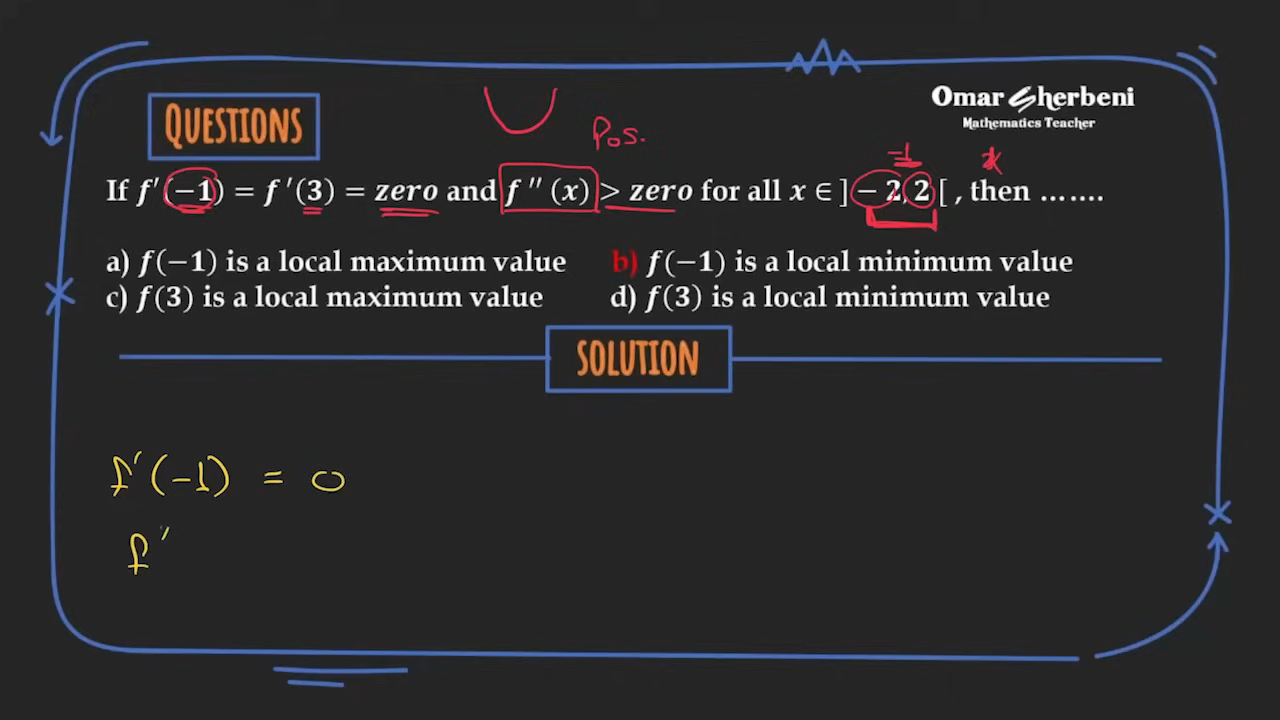 Omar Sherbeni
Mathematics Teacher
QUESTIONS
Pos.
-1
If f'(−1) = f'(3) = zero and f''(x) > zero for all x ∈ ]−2, 2[ , then .......
a) f(−1) is a local maximum value
b) f(−1) is a local minimum value
c) f(3) is a local maximum value
d) f(3) is a local minimum value
SOLUTION
f'(-1) = 0
f'